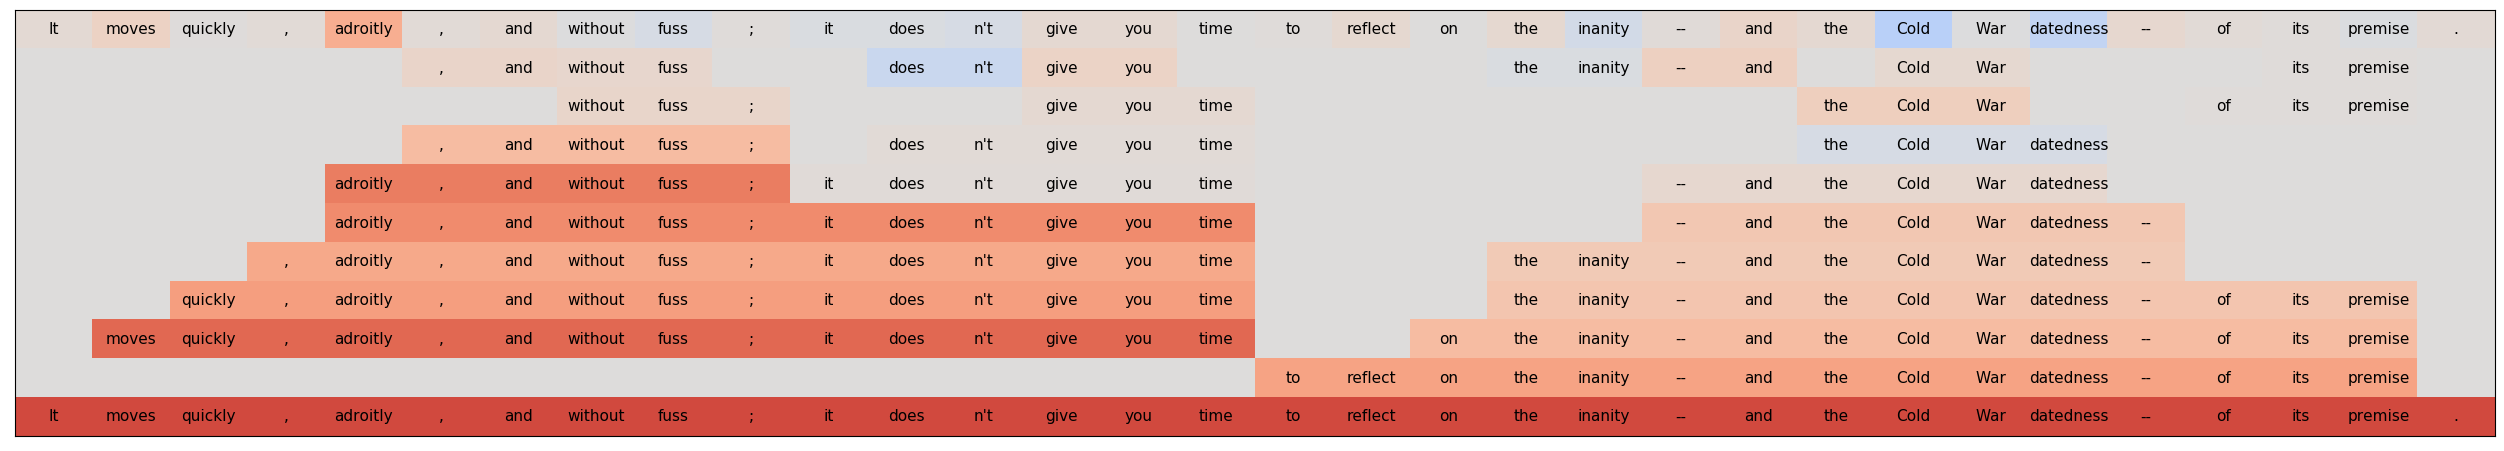 It moves quickly , adroitly , and without fuss ; it does n't give you time to reflect on the inanity -- and the Cold War datedness -- of its premise .
, and without fuss does n't give you the inanity -- and Cold War its premise
without fuss ; give you time the Cold War of its premise
, and without fuss ; does n't give you time the Cold War datedness
adroitly , and without fuss ; it does n't give you time -- and the Cold War datedness
adroitly , and without fuss ; it does n't give you time -- and the Cold War datedness --
, adroitly , and without fuss ; it does n't give you time the inanity -- and the Cold War datedness --
quickly , adroitly , and without fuss ; it does n't give you time the inanity -- and the Cold War datedness -- of its premise
moves quickly , adroitly , and without fuss ; it does n't give you time on the inanity -- and the Cold War datedness -- of its premise
to reflect on the inanity -- and the Cold War datedness -- of its premise
It moves quickly , adroitly , and without fuss ; it does n't give you time to reflect on the inanity -- and the Cold War datedness -- of its premise .